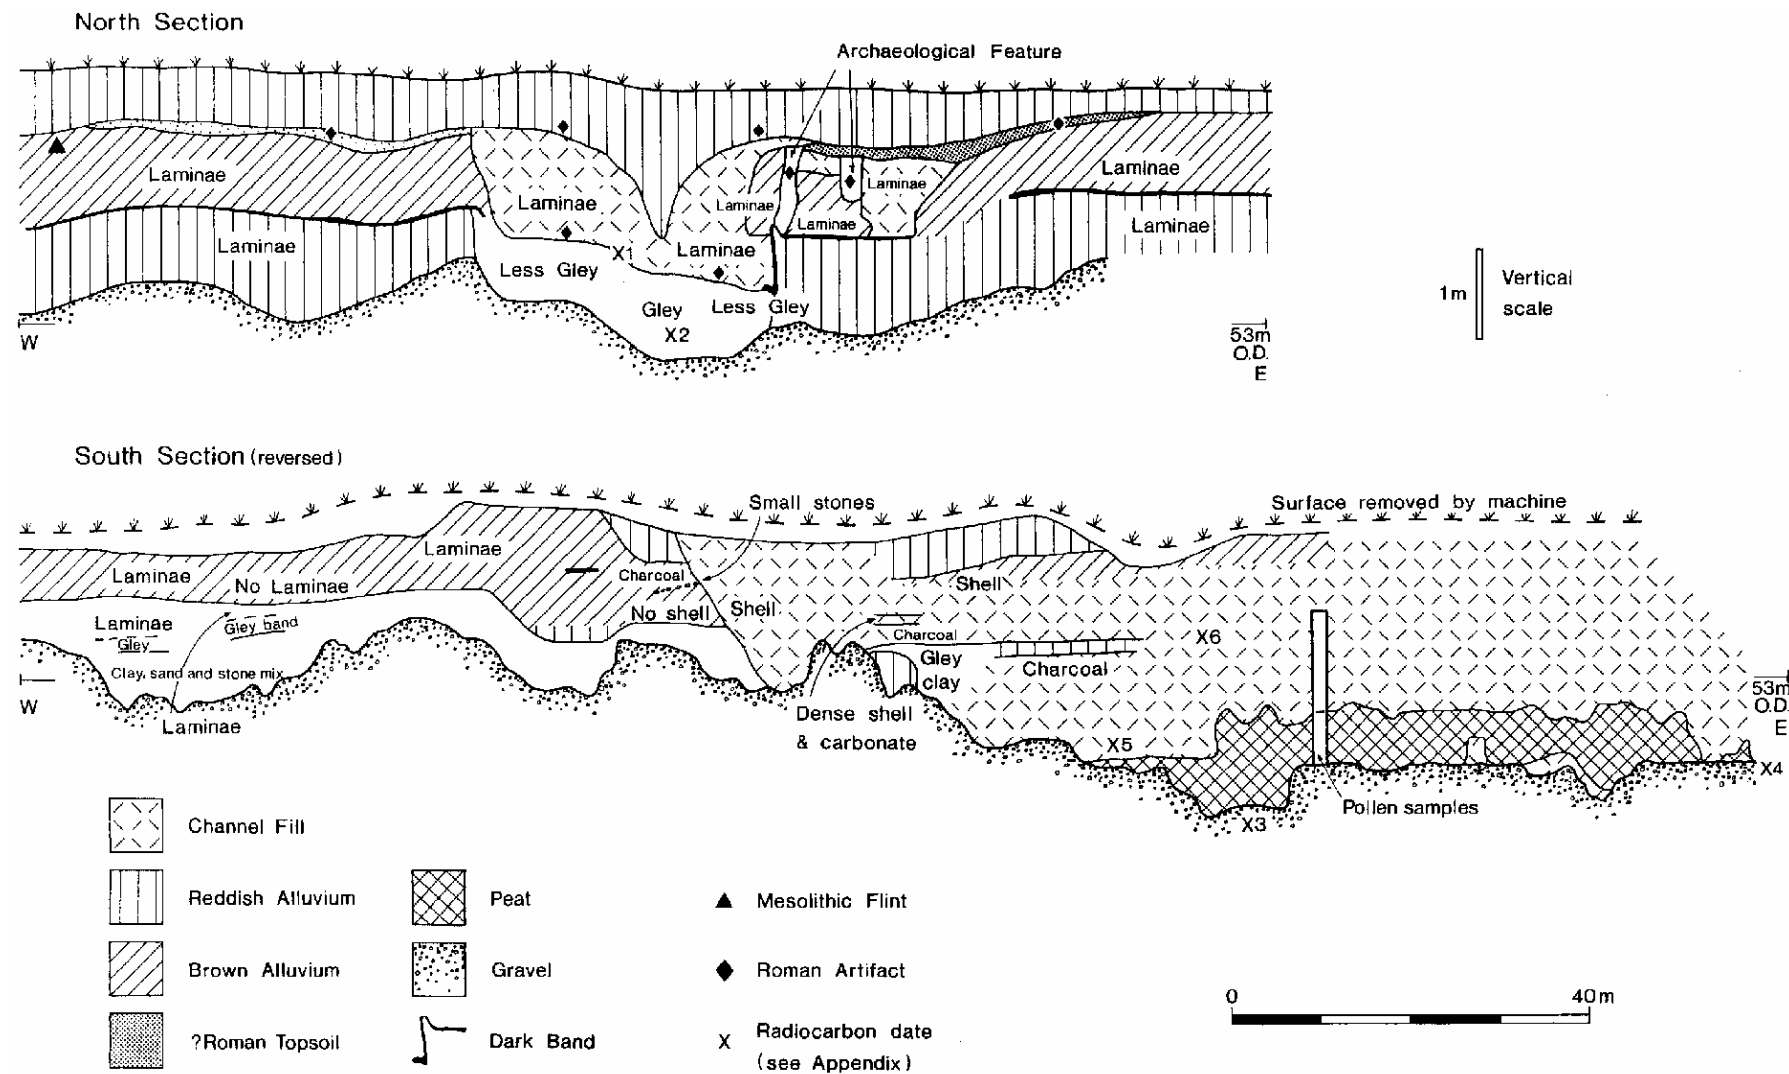 North Section
Archaeological Feature
Laminae
Laminae
Laminae
Laminae
Laminae
Laminae
Laminae
Laminae
Laminae
Laminae
X1
Less Gley
Less Gley
Gley
X2
W
53m
O.D.
E
1m
Vertical
scale
South Section (reversed)
Small stones
Surface removed by machine
Laminae
Laminae
No Laminae
Charcoal
Shell
No shell
Shell
Laminae
Gley
Gley band
Charcoal
X6
Gley
clay
Charcoal
Clay, sand and stone mix
W
Laminae
Dense shell
& carbonate
X5
53m
O.D.
E
X4
Pollen samples
X3
Channel Fill
Reddish Alluvium
Peat
Mesolithic Flint
Brown Alluvium
Gravel
Roman Artifact
?Roman Topsoil
Dark Band
X
Radiocarbon date
(see Appendix)
0
40m